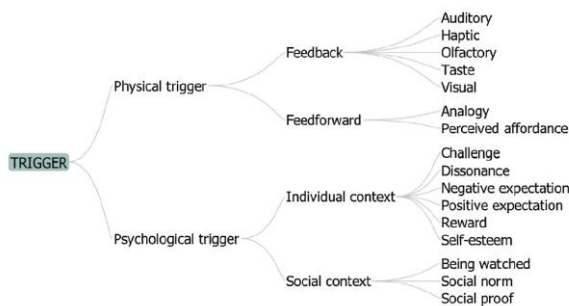 Auditory
Haptic
Feedback
Olfactory
Taste
Physical trigger
Visual
Feedforward
Analogy
Perceived affordance
TRIGGER
Challenge
Dissonance
Negative expectation
Individual context
Positive expectation
Reward
Psychological trigger
Self-esteem
Being watched
Social context
Social norm
Social proof